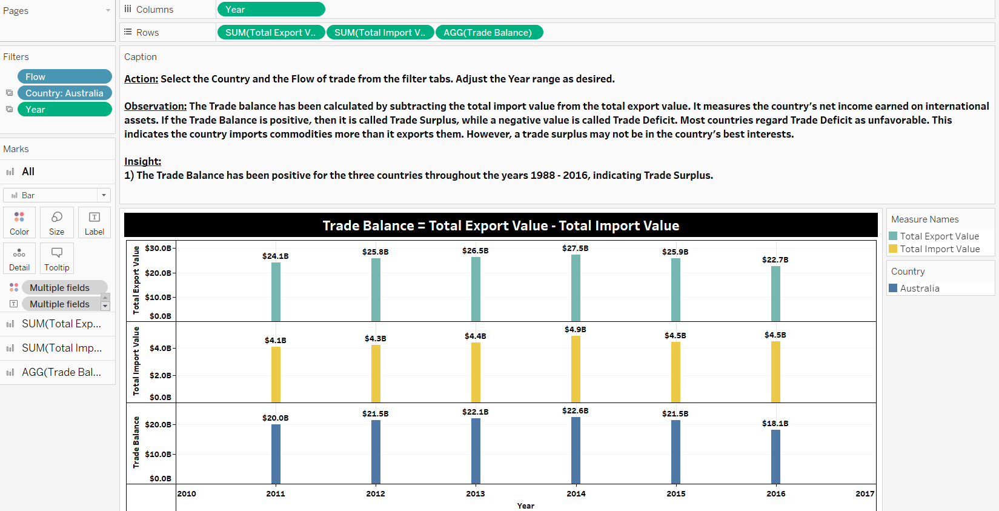 Pages
Columns
Year
Rows
SUM(Total Export V..
SUM(Total Import V..
AGG(Trade Balance)
Filters
Flow
Country: Australia
Year
Marks
All
Bar
Color
Size
Label
Detail
Tooltip
Multiple fields
Multiple fields
SUM(Total Exp...
SUM(Total Imp...
AGG(Trade Bal...
Caption
Action: Select the Country and the Flow of trade from the filter tabs. Adjust the Year range as desired.
Observation: The Trade balance has been calculated by subtracting the total import value from the total export value. It measures the country’s net income earned on international
assets. If the Trade Balance is positive, then it is called Trade Surplus, while a negative value is called Trade Deficit. Most countries regard Trade Deficit as unfavorable. This
indicates the country imports commodities more than it exports them. However, a trade surplus may not be in the country’s best interests.
Insight:
1) The Trade Balance has been positive for the three countries throughout the years 1988 - 2016, indicating Trade Surplus.
Trade Balance = Total Export Value - Total Import Value
Total Export Value
$30.0B
$20.0B
$10.0B
$0.0B
$24.1B
$25.8B
$26.5B
$27.5B
$25.9B
$22.7B
Total Import Value
$4.0B
$2.0B
$0.0B
$4.1B
$4.3B
$4.4B
$4.9B
$4.5B
$4.5B
Trade Balance
$20.0B
$10.0B
$0.0B
$20.0B
$21.5B
$22.1B
$22.6B
$21.5B
$18.1B
2010
2011
2012
2013
2014
2015
2016
2017
Year
Measure Names
Total Export Value
Total Import Value
Country
Australia